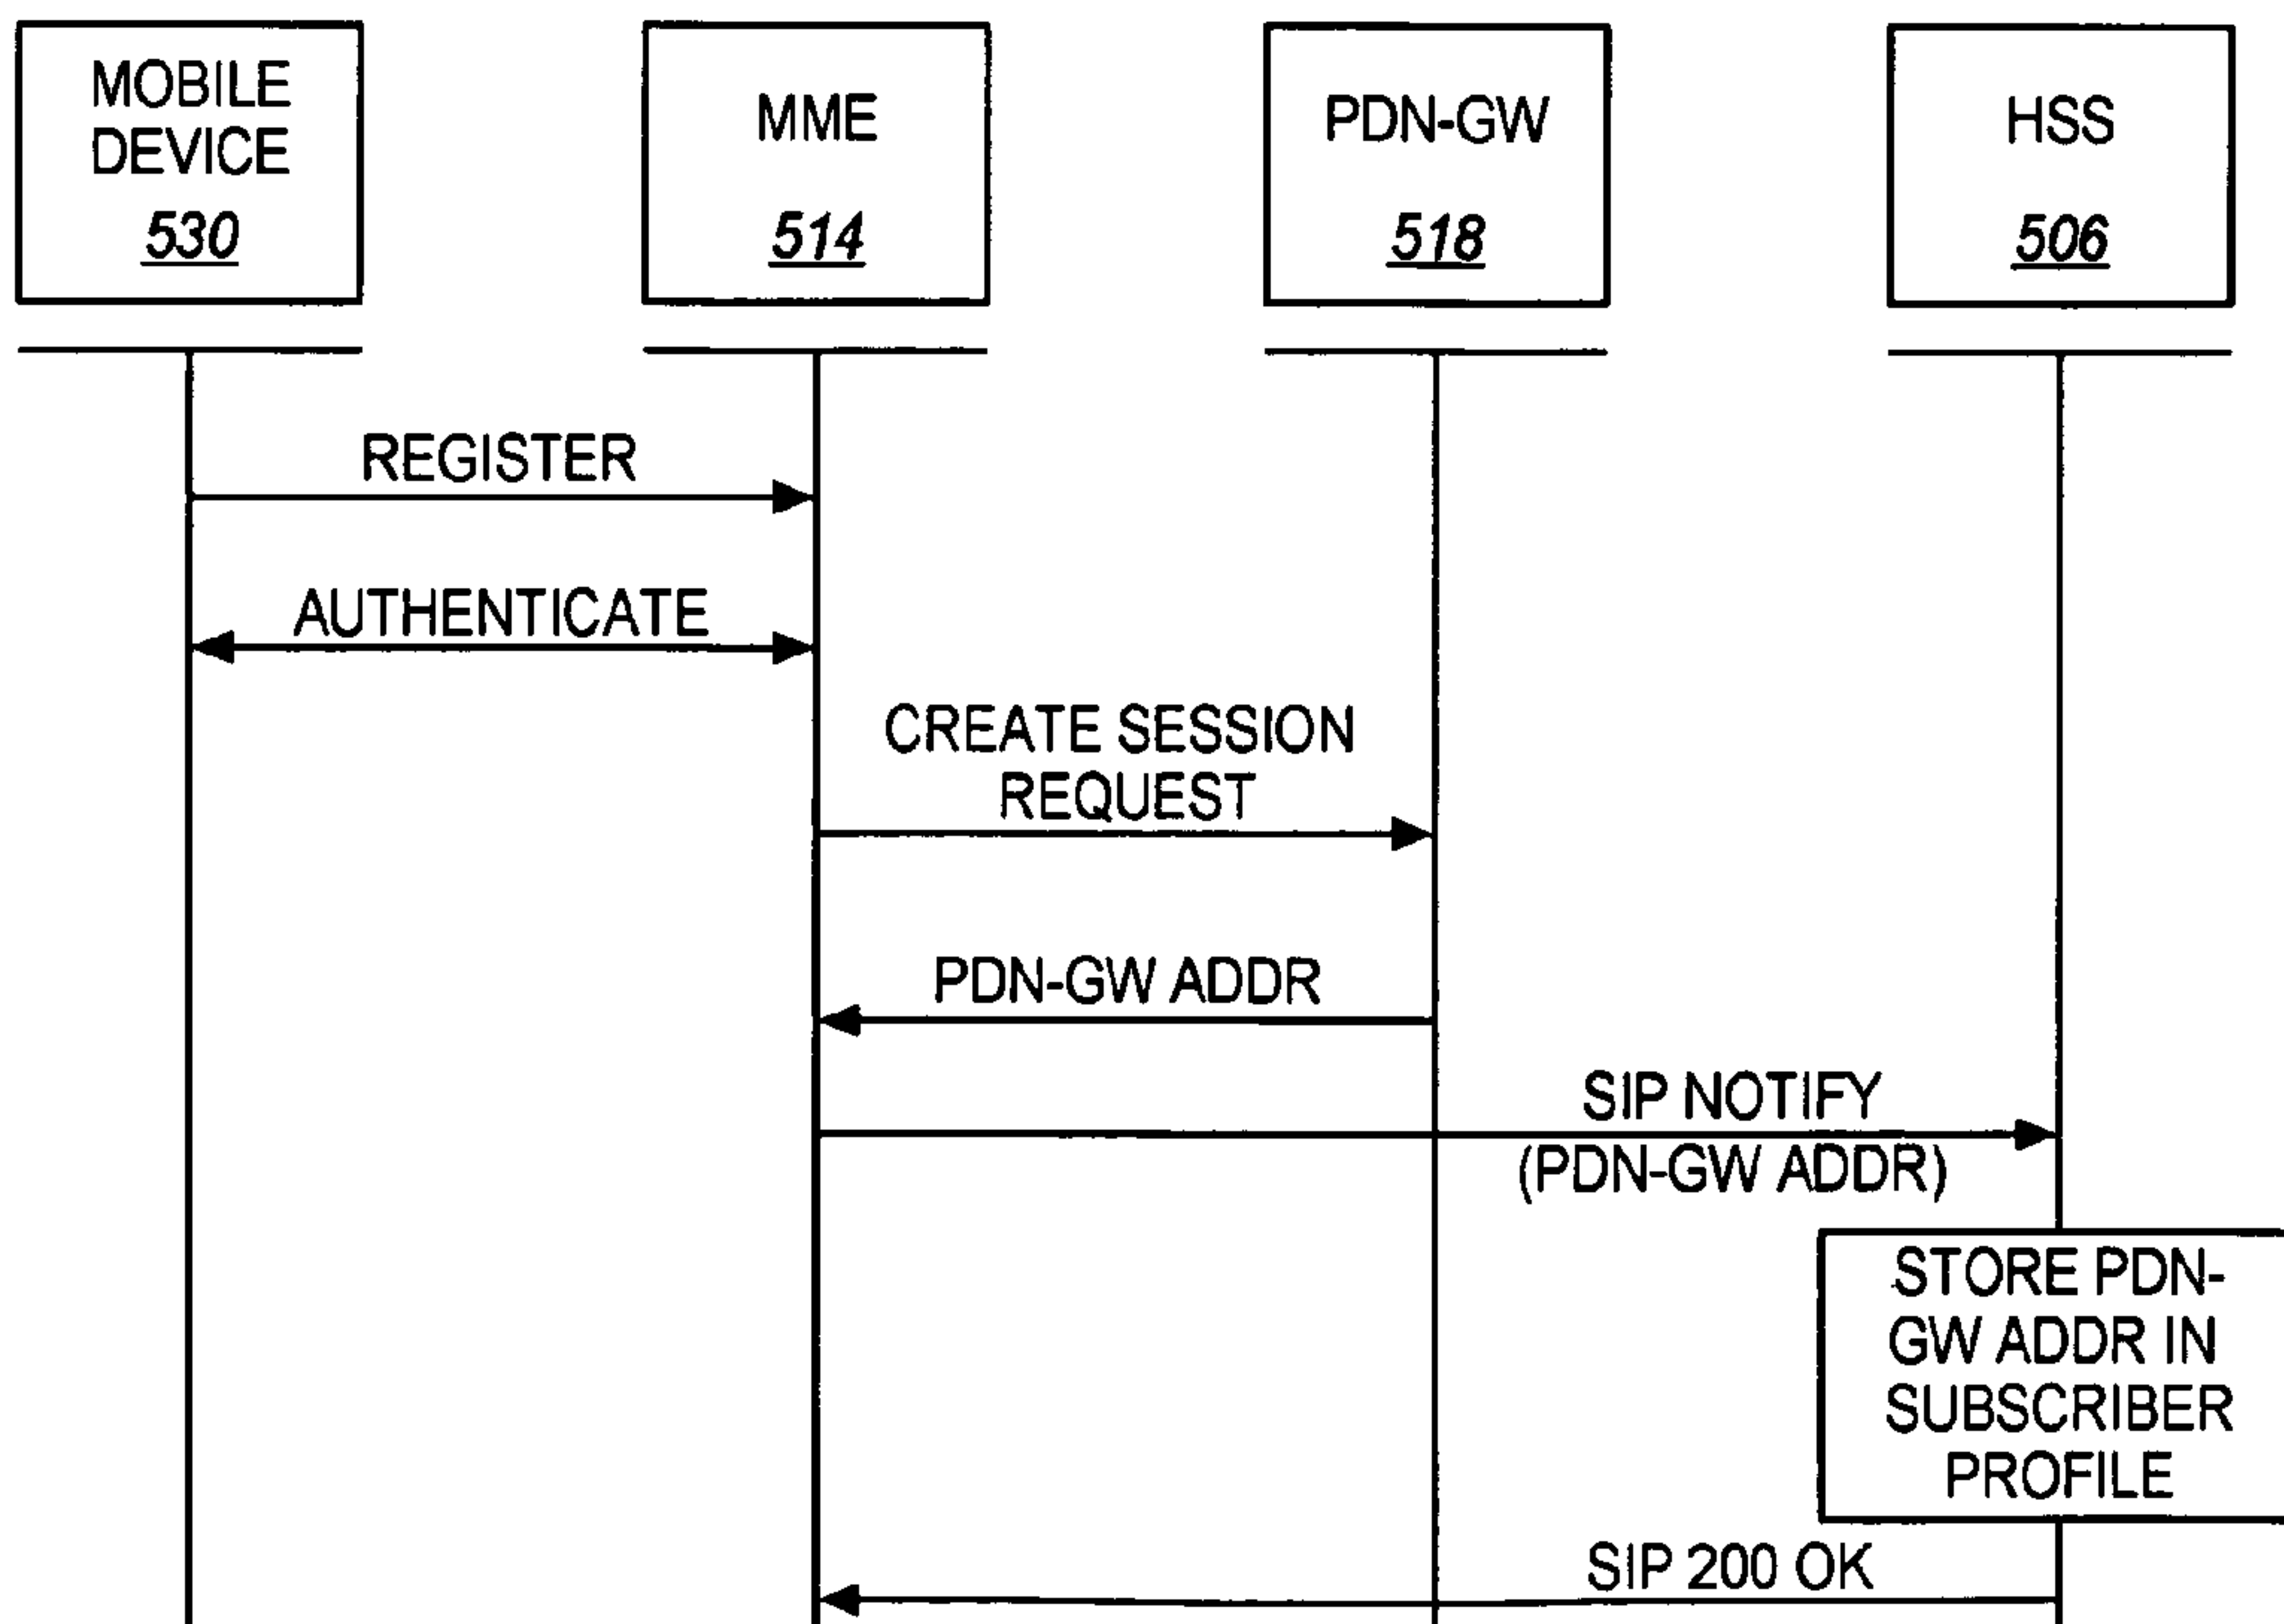 MOBILE
DEVICE
530
MME
514
PDN-GW
518
HSS
506
REGISTER
AUTHENTICATE
CREATE SESSION
REQUEST
PDN-GW ADDR
SIP NOTIFY
(PDN-GW ADDR)
STORE PDN-
GW ADDR IN
SUBSCRIBER
PROFILE
SIP 200 OK